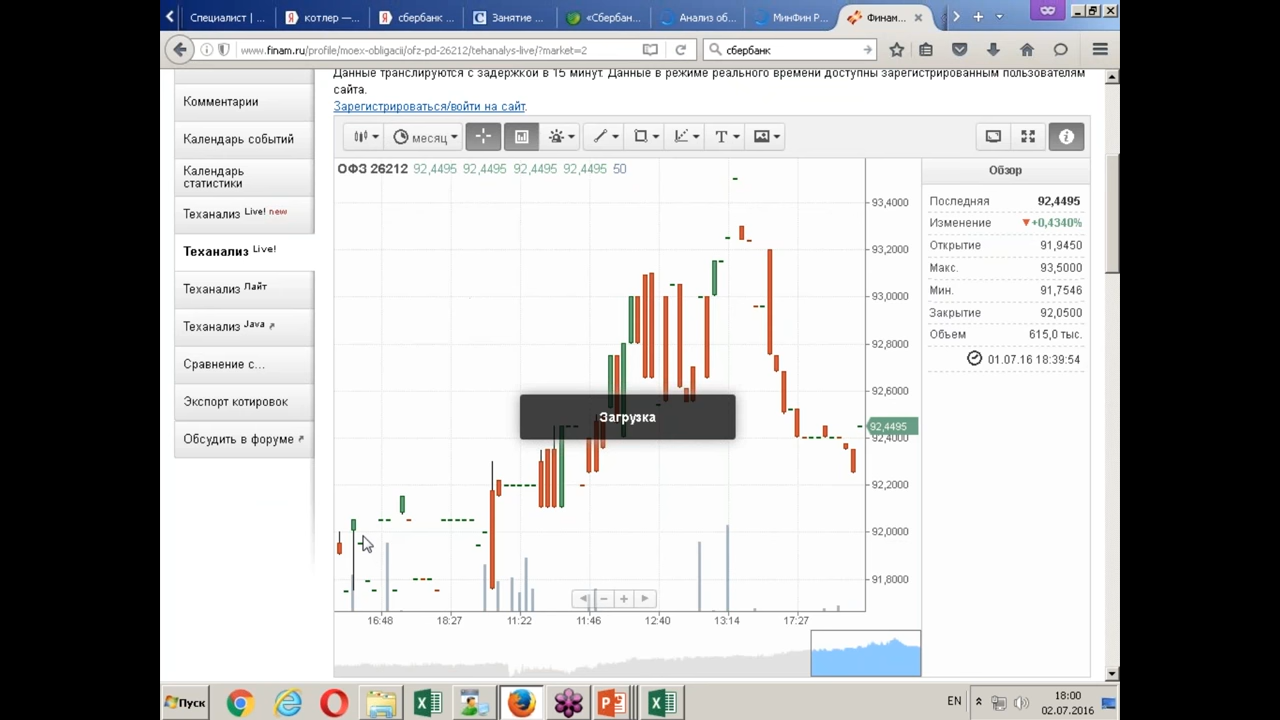 Специалист | ...
котлер —...
сбербанк ...
Занятие ...
«Сбербан...
Анализ об...
МинФин Р...
Финам...
www.finam.ru/profile/moex-obligacii/ofz-pd-26212/tehanalys-live/?market=2
сбербанк
Данные транслируются с задержкой в 15 минут. Данные в режиме реального времени доступны зарегистрированным пользователям
сайта.
Зарегистрироваться/войти на сайт.
Комментарии
Календарь событий
Календарь
статистики
Теханализ Live! new
Теханализ Live!
Теханализ Лайт
Теханализ Java
Сравнение с...
Экспорт котировок
Обсудить в форуме
месяц
T
ОФЗ 26212 92,4495 92,4495 92,4495 92,4495 50
93,4000
93,2000
93,0000
92,8000
92,6000
92,4495
92,4000
92,2000
92,0000
91,8000
Загрузка
16:48 18:27 11:22 11:46 12:40 13:14 17:27
Обзор
Последняя 92,4495
Изменение +0,4340%
Открытие 91,9450
Макс. 93,5000
Мин. 91,7546
Закрытие 92,0500
Объем 615,0 тыс.
01.07.16 18:39:54
Пуск
EN
18:00
02.07.2016